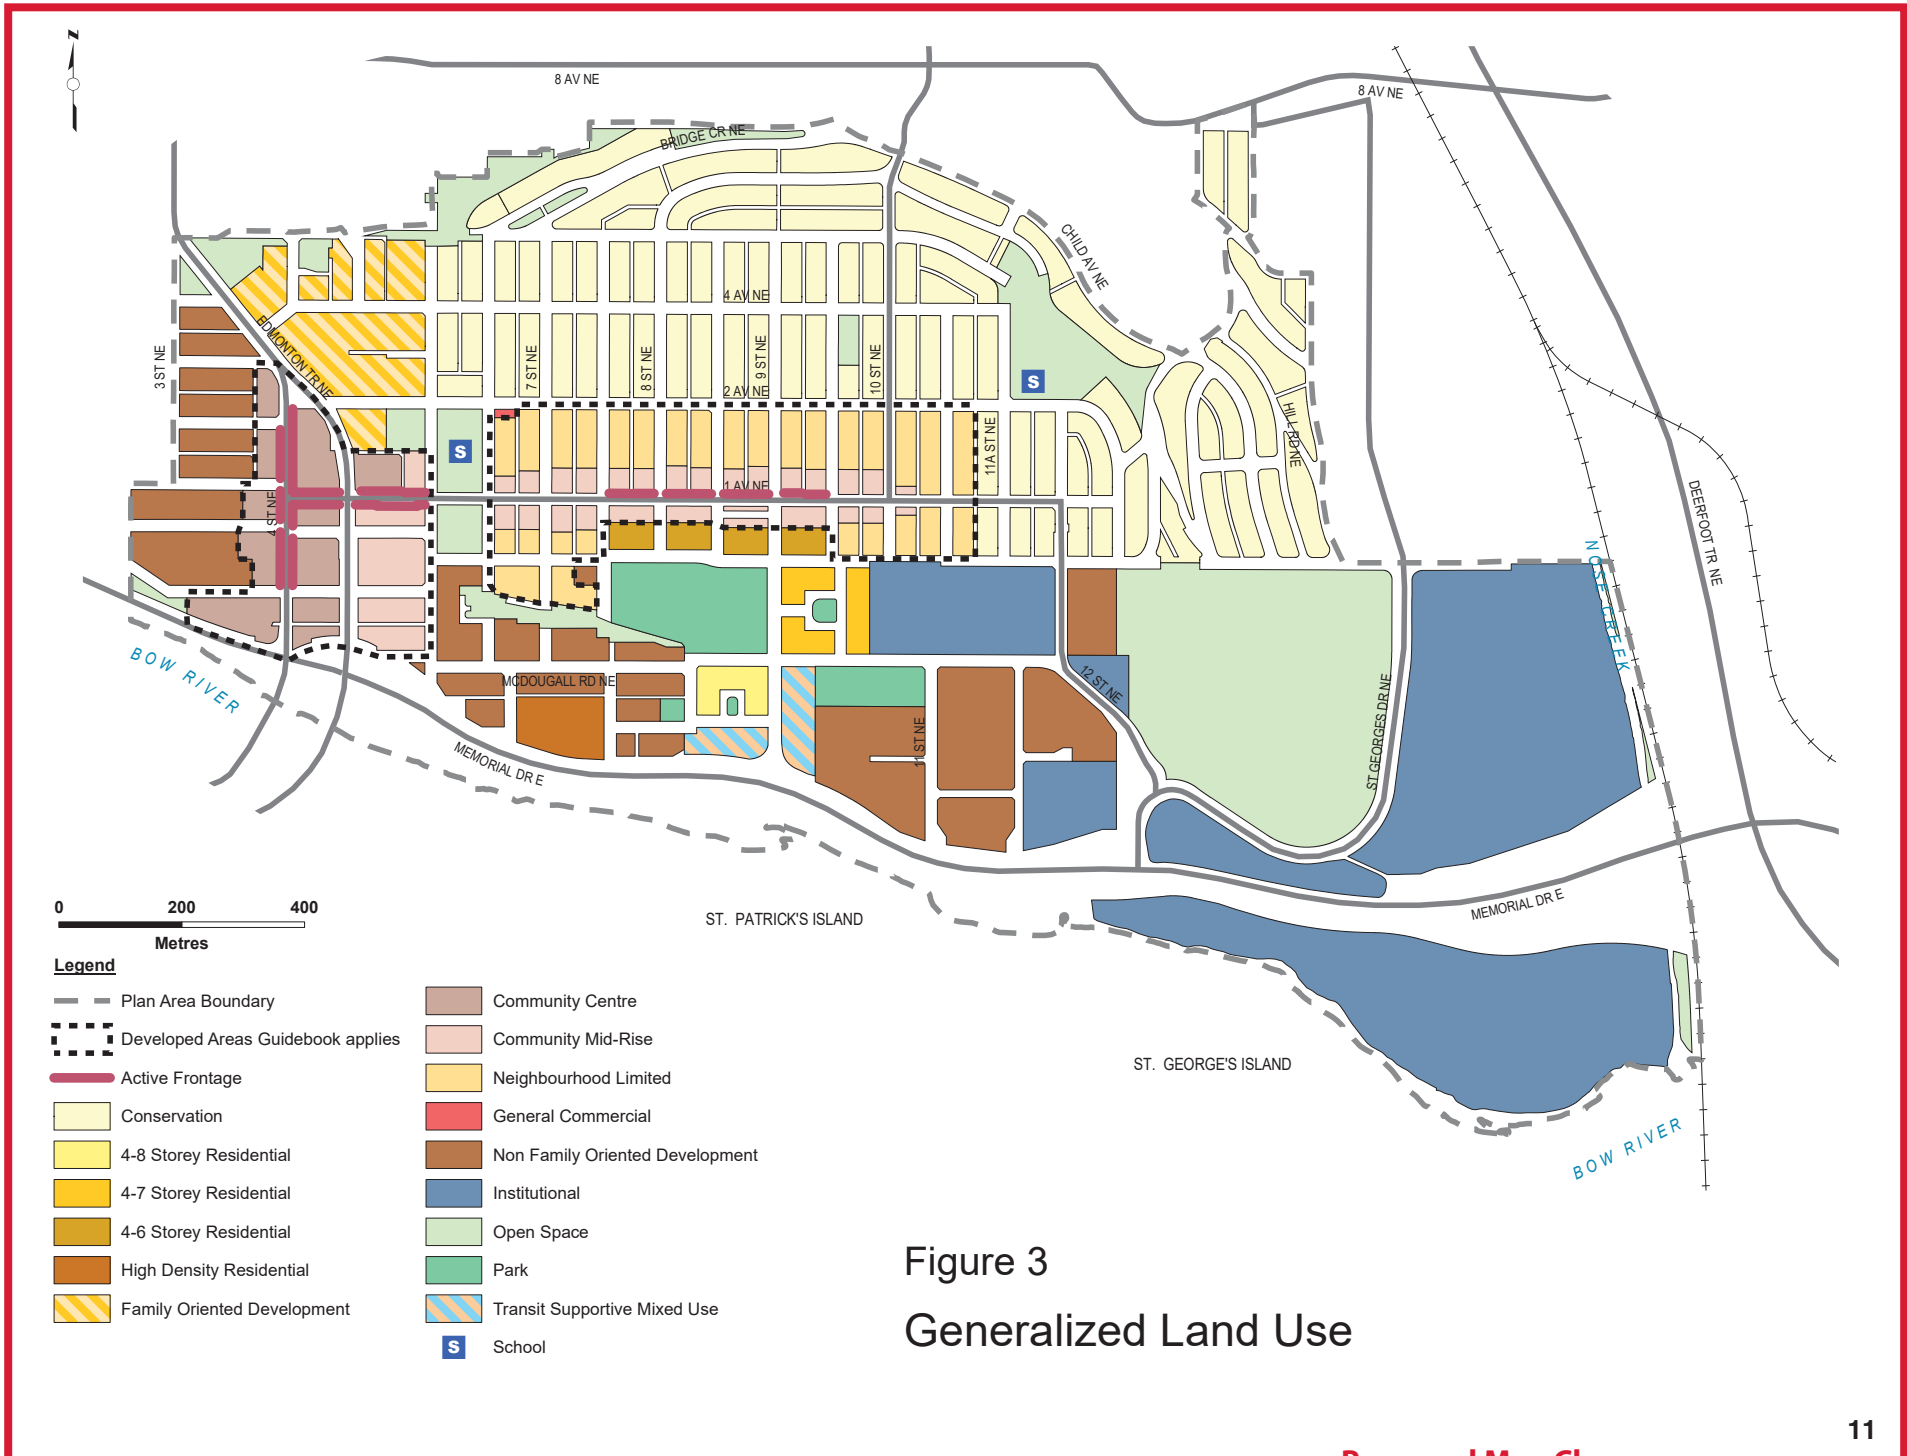 N
8 AV NE
8 AV NE
BRIDGE CR NE
CHILD AV NE
4 AV NE
EDMONTON TR NE
3 ST NE
7 ST NE
8 ST NE
9 ST NE
10 ST NE
2 AV NE
S
S
11A ST NE
HILL RD NE
1 AV NE
4 ST NE
DEERFOOT TR NE
NOSE CREEK
BOW RIVER
MCDOUGALL RD NE
12 ST NE
11 ST NE
ST GEORGES DR NE
MEMORIAL DR E
MEMORIAL DR E
ST. PATRICK'S ISLAND
ST. GEORGE'S ISLAND
BOW RIVER
0 200 400
Metres
Legend
Plan Area Boundary
Developed Areas Guidebook applies
Active Frontage
Conservation
4-8 Storey Residential
4-7 Storey Residential
4-6 Storey Residential
High Density Residential
Family Oriented Development
Community Centre
Community Mid-Rise
Neighbourhood Limited
General Commercial
Non Family Oriented Development
Institutional
Open Space
Park
Transit Supportive Mixed Use
S School
Figure 3
Generalized Land Use
11